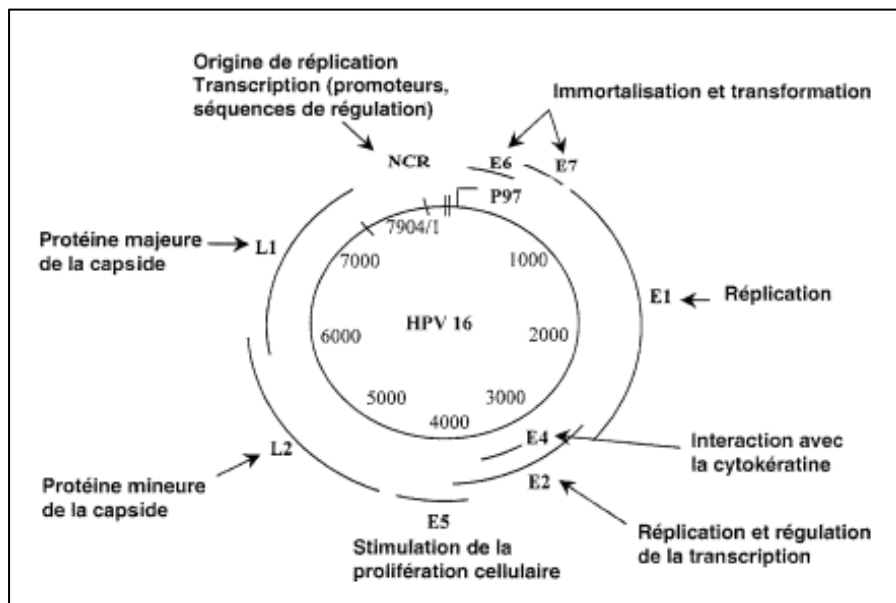 Origine de réplication
Transcription (promoteurs,
séquences de régulation)
Immortalisation et transformation
NCR
E6
E7
P97
7904/1
Protéine majeure
de la capside
L1
7000
1000
E1
Réplication
HPV 16
6000
2000
5000
3000
4000
E4
Interaction avec
la cytokératine
L2
E2
Protéine mineure
de la capside
E5
Réplication et régulation
de la transcription
Stimulation de la
prolifération cellulaire